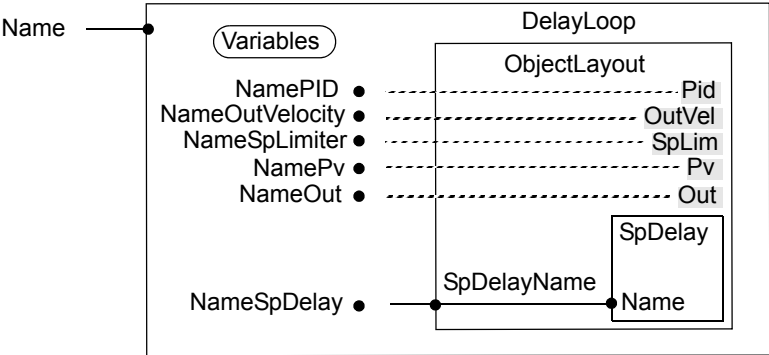 DelayLoop
Name
Variables
ObjectLayout
NamePID Pid
NameOutVelocity OutVel
NameSpLimiter SpLim
NamePv Pv
NameOut Out
SpDelay
SpDelayName
NameSpDelay Name